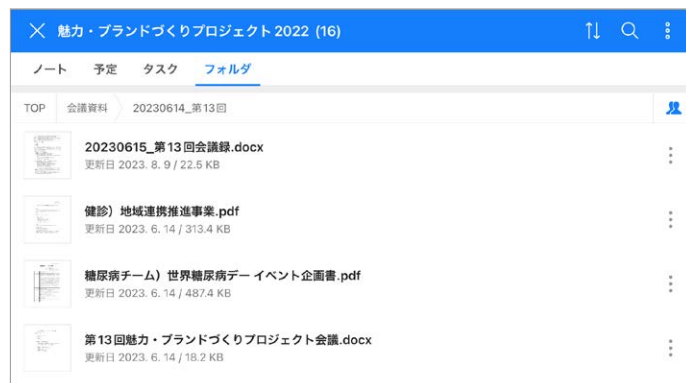 魅力・ブランドづくりプロジェクト2022 (16)
ノート 予定 タスク フォルダ
TOP 会議資料 20230614_第13回
20230615_第13回会議録.docx
更新日 2023. 8. 9 / 22.5 KB
健診）地域連携推進事業.pdf
更新日 2023. 6. 14 / 313.4 KB
糖尿病チーム）世界糖尿病デー イベント企画書.pdf
更新日 2023. 6. 14 / 487.4 KB
第13回魅力・ブランドづくりプロジェクト会議.docx
更新日 2023. 6. 14 / 18.2 KB